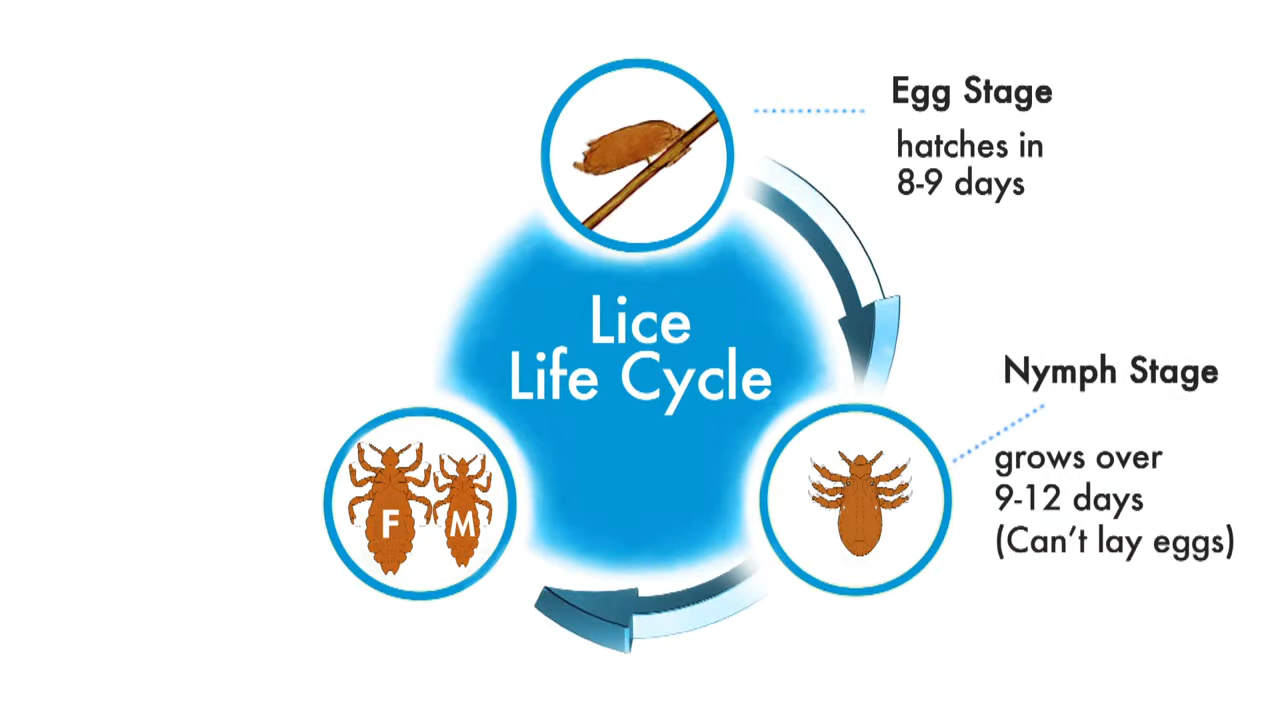 Egg Stage
hatches in
8-9 days
Lice
Life Cycle
Nymph Stage
grows over
9-12 days
(Can't lay eggs)
F M